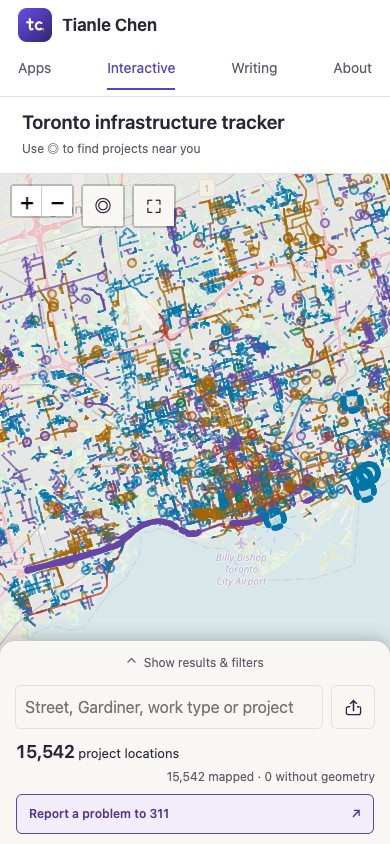 tc
Tianle Chen
Apps
Interactive
Writing
About
Toronto infrastructure tracker
Use ◎ to find projects near you
+
−
1
Billy Bishop
Toronto
City Airport
Show results & filters
Street, Gardiner, work type or project
15,542 project locations
15,542 mapped · 0 without geometry
Report a problem to 311 ↗